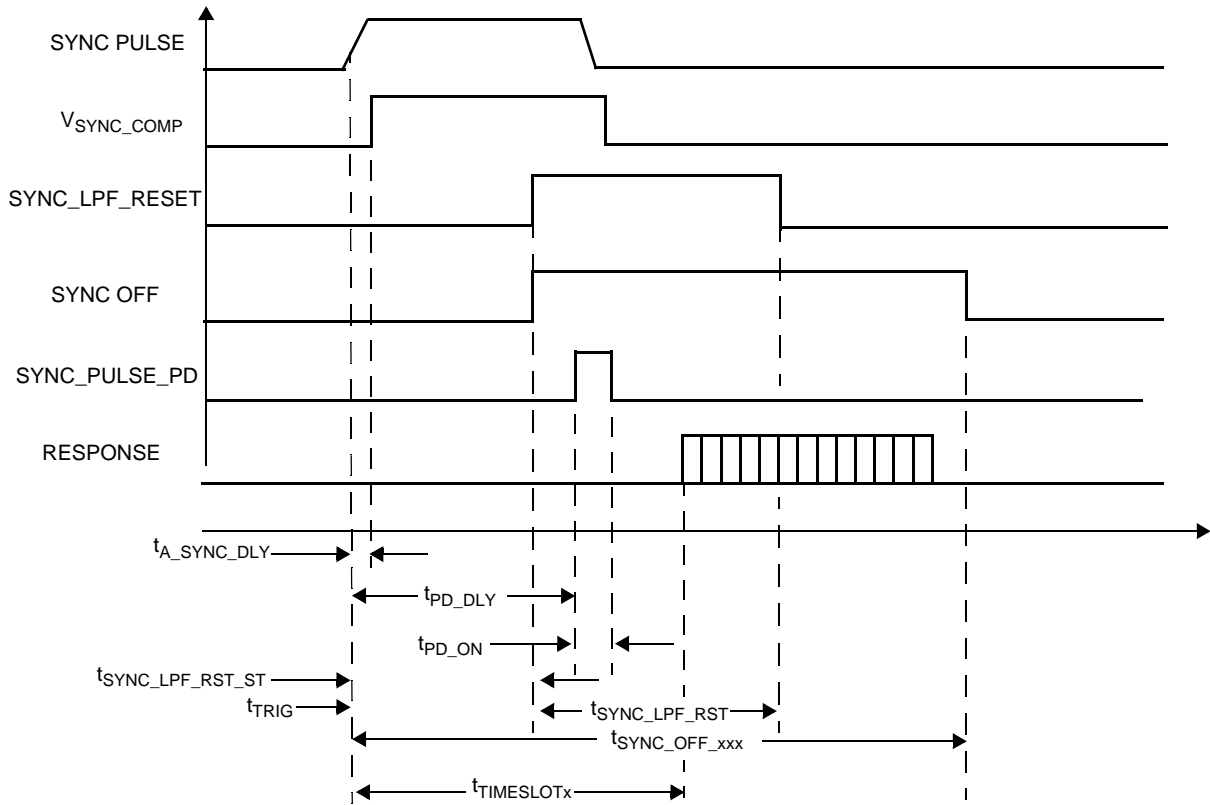 SYNC PULSE
VSYNC_COMP
SYNC_LPF_RESET
SYNC OFF
SYNC_PULSE_PD
RESPONSE
tA_SYNC_DLY
tPD_DLY
tPD_ON
tSYNC_LPF_RST_ST
tTRIG
tSYNC_LPF_RST
tSYNC_OFF_xxx
tTIMESLOTx